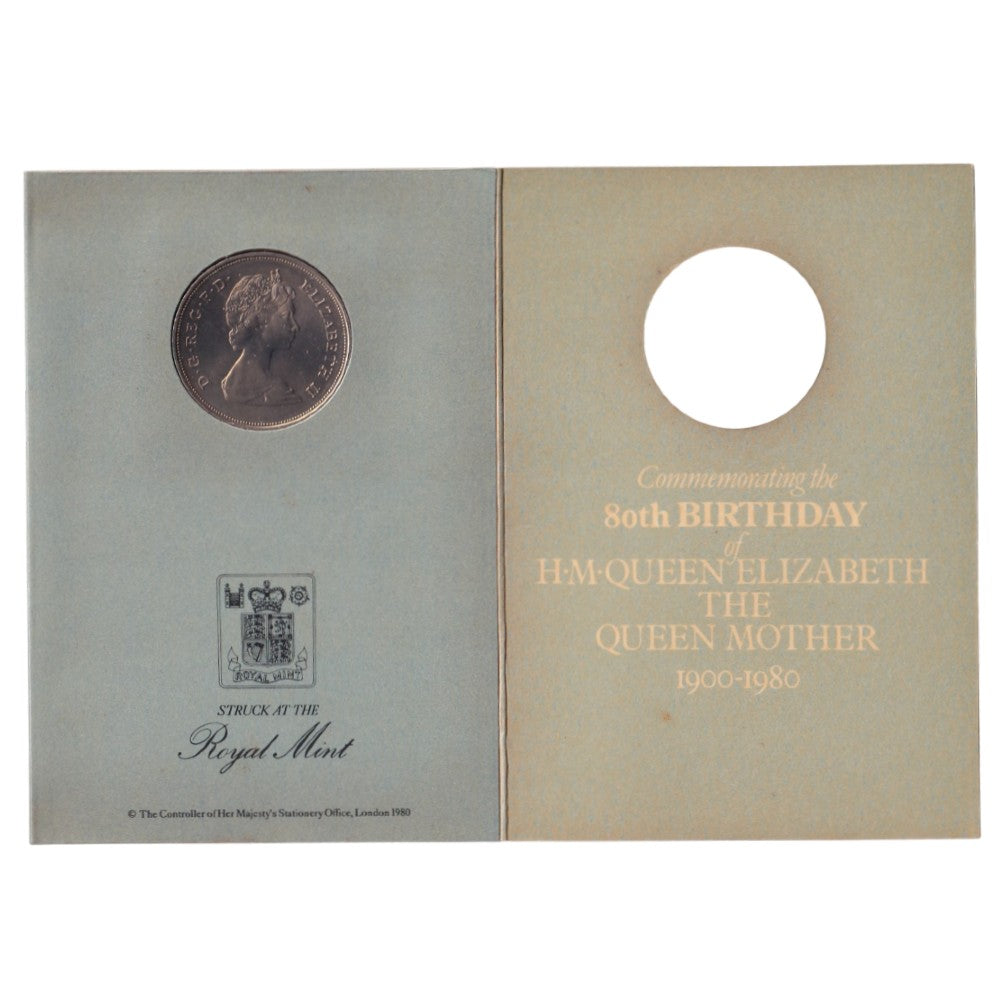 D·G·REG·F·D· ELIZABETH II
ROYAL MINT
STRUCK AT THE
Royal Mint
© The Controller of Her Majesty's Stationery Office, London 1980
Commemorating the
80th BIRTHDAY
of
H·M·QUEEN ELIZABETH
THE
QUEEN MOTHER
1900-1980